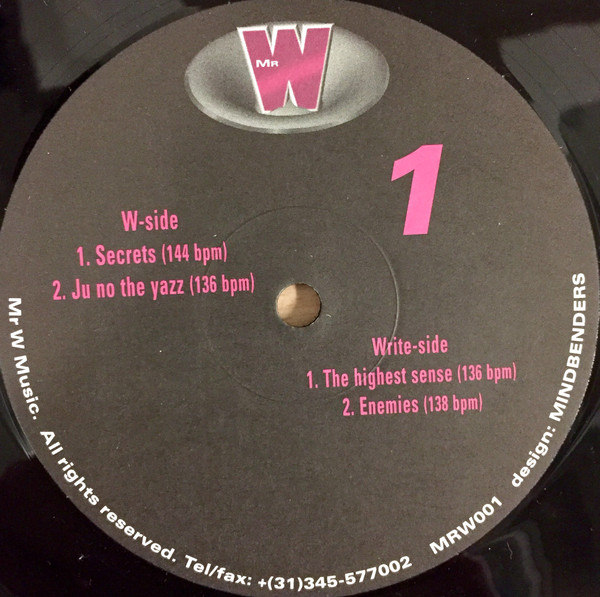 Mr
W
1
W-side
1. Secrets (144 bpm)
2. Ju no the yazz (136 bpm)
Write-side
1. The highest sense (136 bpm)
2. Enemies (138 bpm)
Mr W Music. All rights reserved. Tel/fax: +(31)345-577002 MRW001 design: MINDBENDERS